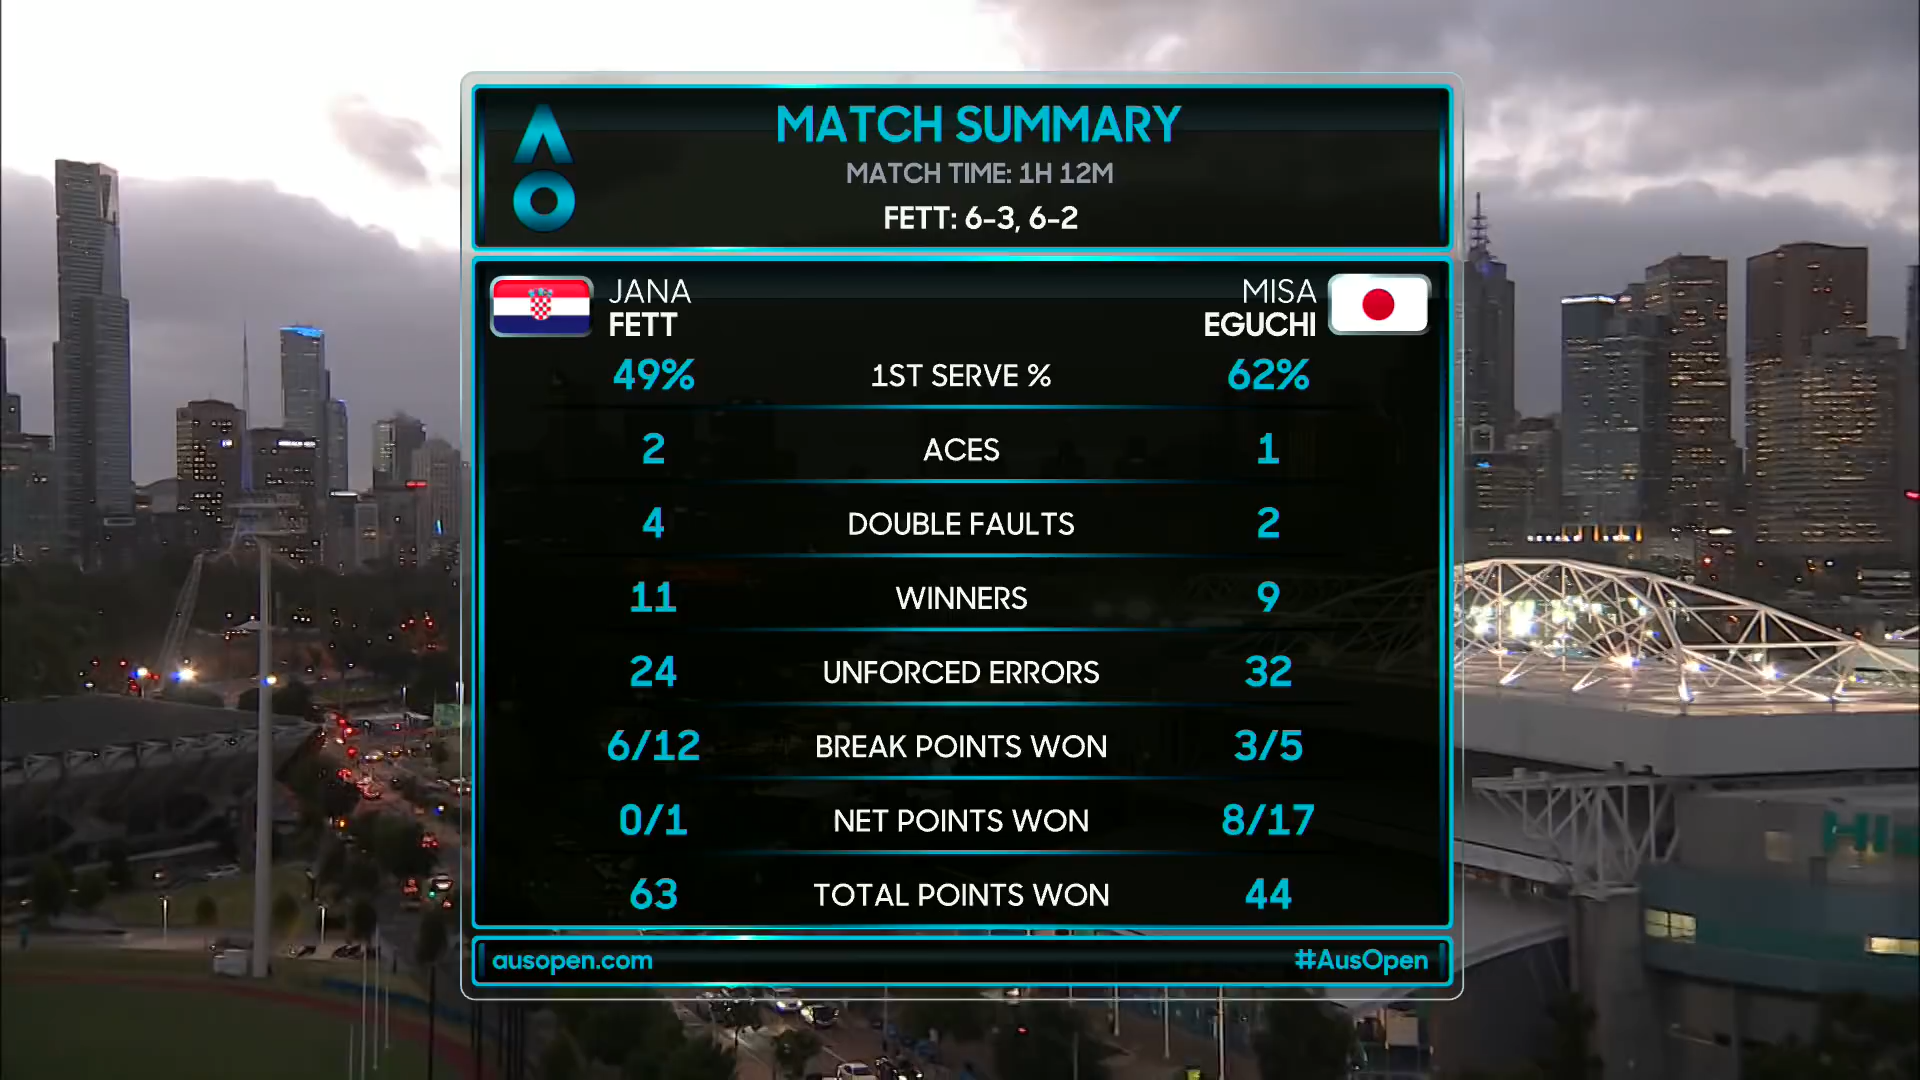 MATCH SUMMARY
MATCH TIME: 1H 12M
FETT: 6-3, 6-2
JANA
FETT
MISA
EGUCHI
49% 1ST SERVE % 62%
2 ACES 1
4 DOUBLE FAULTS 2
11 WINNERS 9
24 UNFORCED ERRORS 32
6/12 BREAK POINTS WON 3/5
0/1 NET POINTS WON 8/17
63 TOTAL POINTS WON 44
ausopen.com #AusOpen